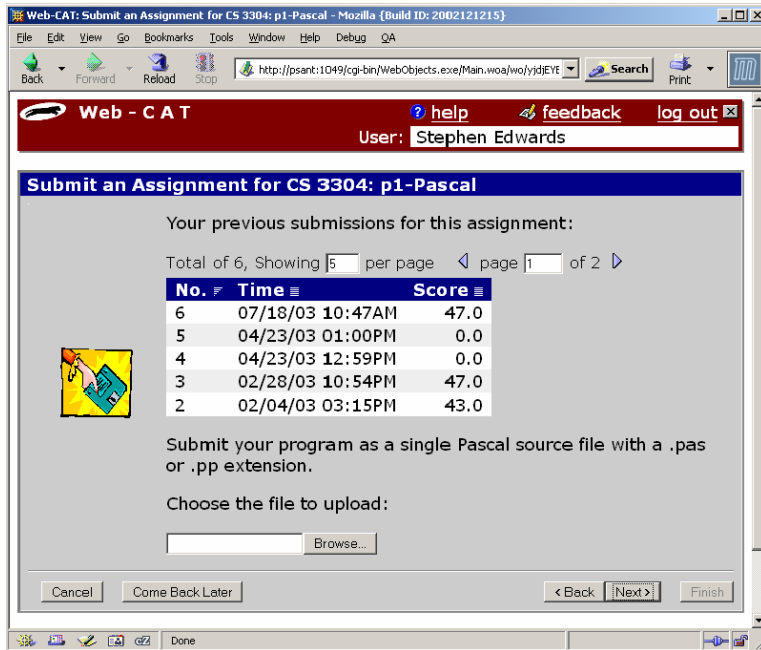 Web-CAT: Submit an Assignment for CS 3304: p1-Pascal - Mozilla {Build ID: 2002121215}
File Edit View Go Bookmarks Tools Window Help Debug QA
Back Forward Reload Stop http://psant:1049/cgi-bin/WebObjects.exe/Main.woa/wo/yjdjEYE Search Print
Web - C A T help feedback log out
User: Stephen Edwards
Submit an Assignment for CS 3304: p1-Pascal
Your previous submissions for this assignment:
Total of 6, Showing 5 per page page 1 of 2
No. Time Score
6 07/18/03 10:47AM 47.0
5 04/23/03 01:00PM 0.0
4 04/23/03 12:59PM 0.0
3 02/28/03 10:54PM 47.0
2 02/04/03 03:15PM 43.0
Submit your program as a single Pascal source file with a .pas
or .pp extension.
Choose the file to upload:
Browse...
Cancel Come Back Later < Back Next > Finish
Done